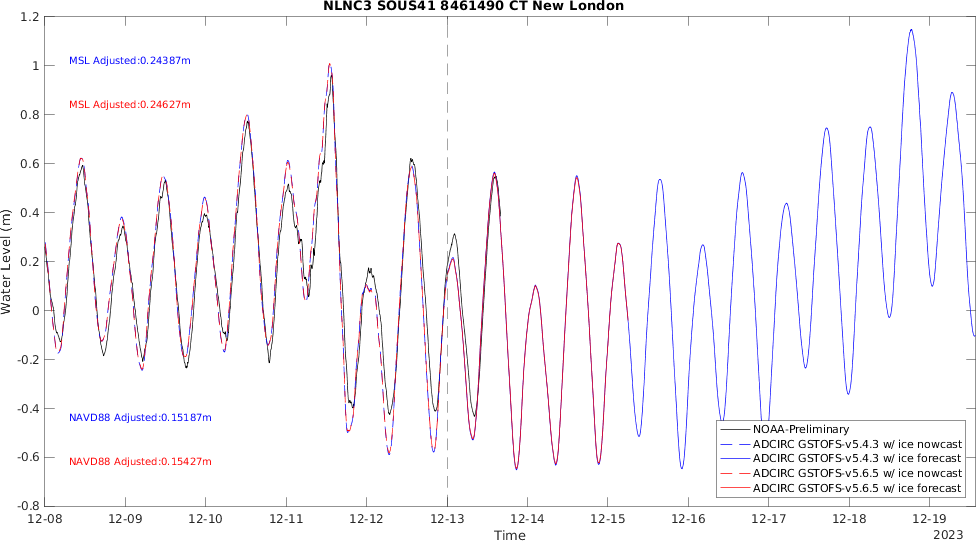 NLNC3 SOUS41 8461490 CT New London
1.2
1
0.8
0.6
0.4
0.2
0
-0.2
-0.4
-0.6
-0.8
Water Level (m)
MSL Adjusted:0.24387m
MSL Adjusted:0.24627m
NAVD88 Adjusted:0.15187m
NAVD88 Adjusted:0.15427m
NOAA-Preliminary
ADCIRC GSTOFS-v5.4.3 w/ ice nowcast
ADCIRC GSTOFS-v5.4.3 w/ ice forecast
ADCIRC GSTOFS-v5.6.5 w/ ice nowcast
ADCIRC GSTOFS-v5.6.5 w/ ice forecast
12-08 12-09 12-10 12-11 12-12 12-13 12-14 12-15 12-16 12-17 12-18 12-19
Time
2023